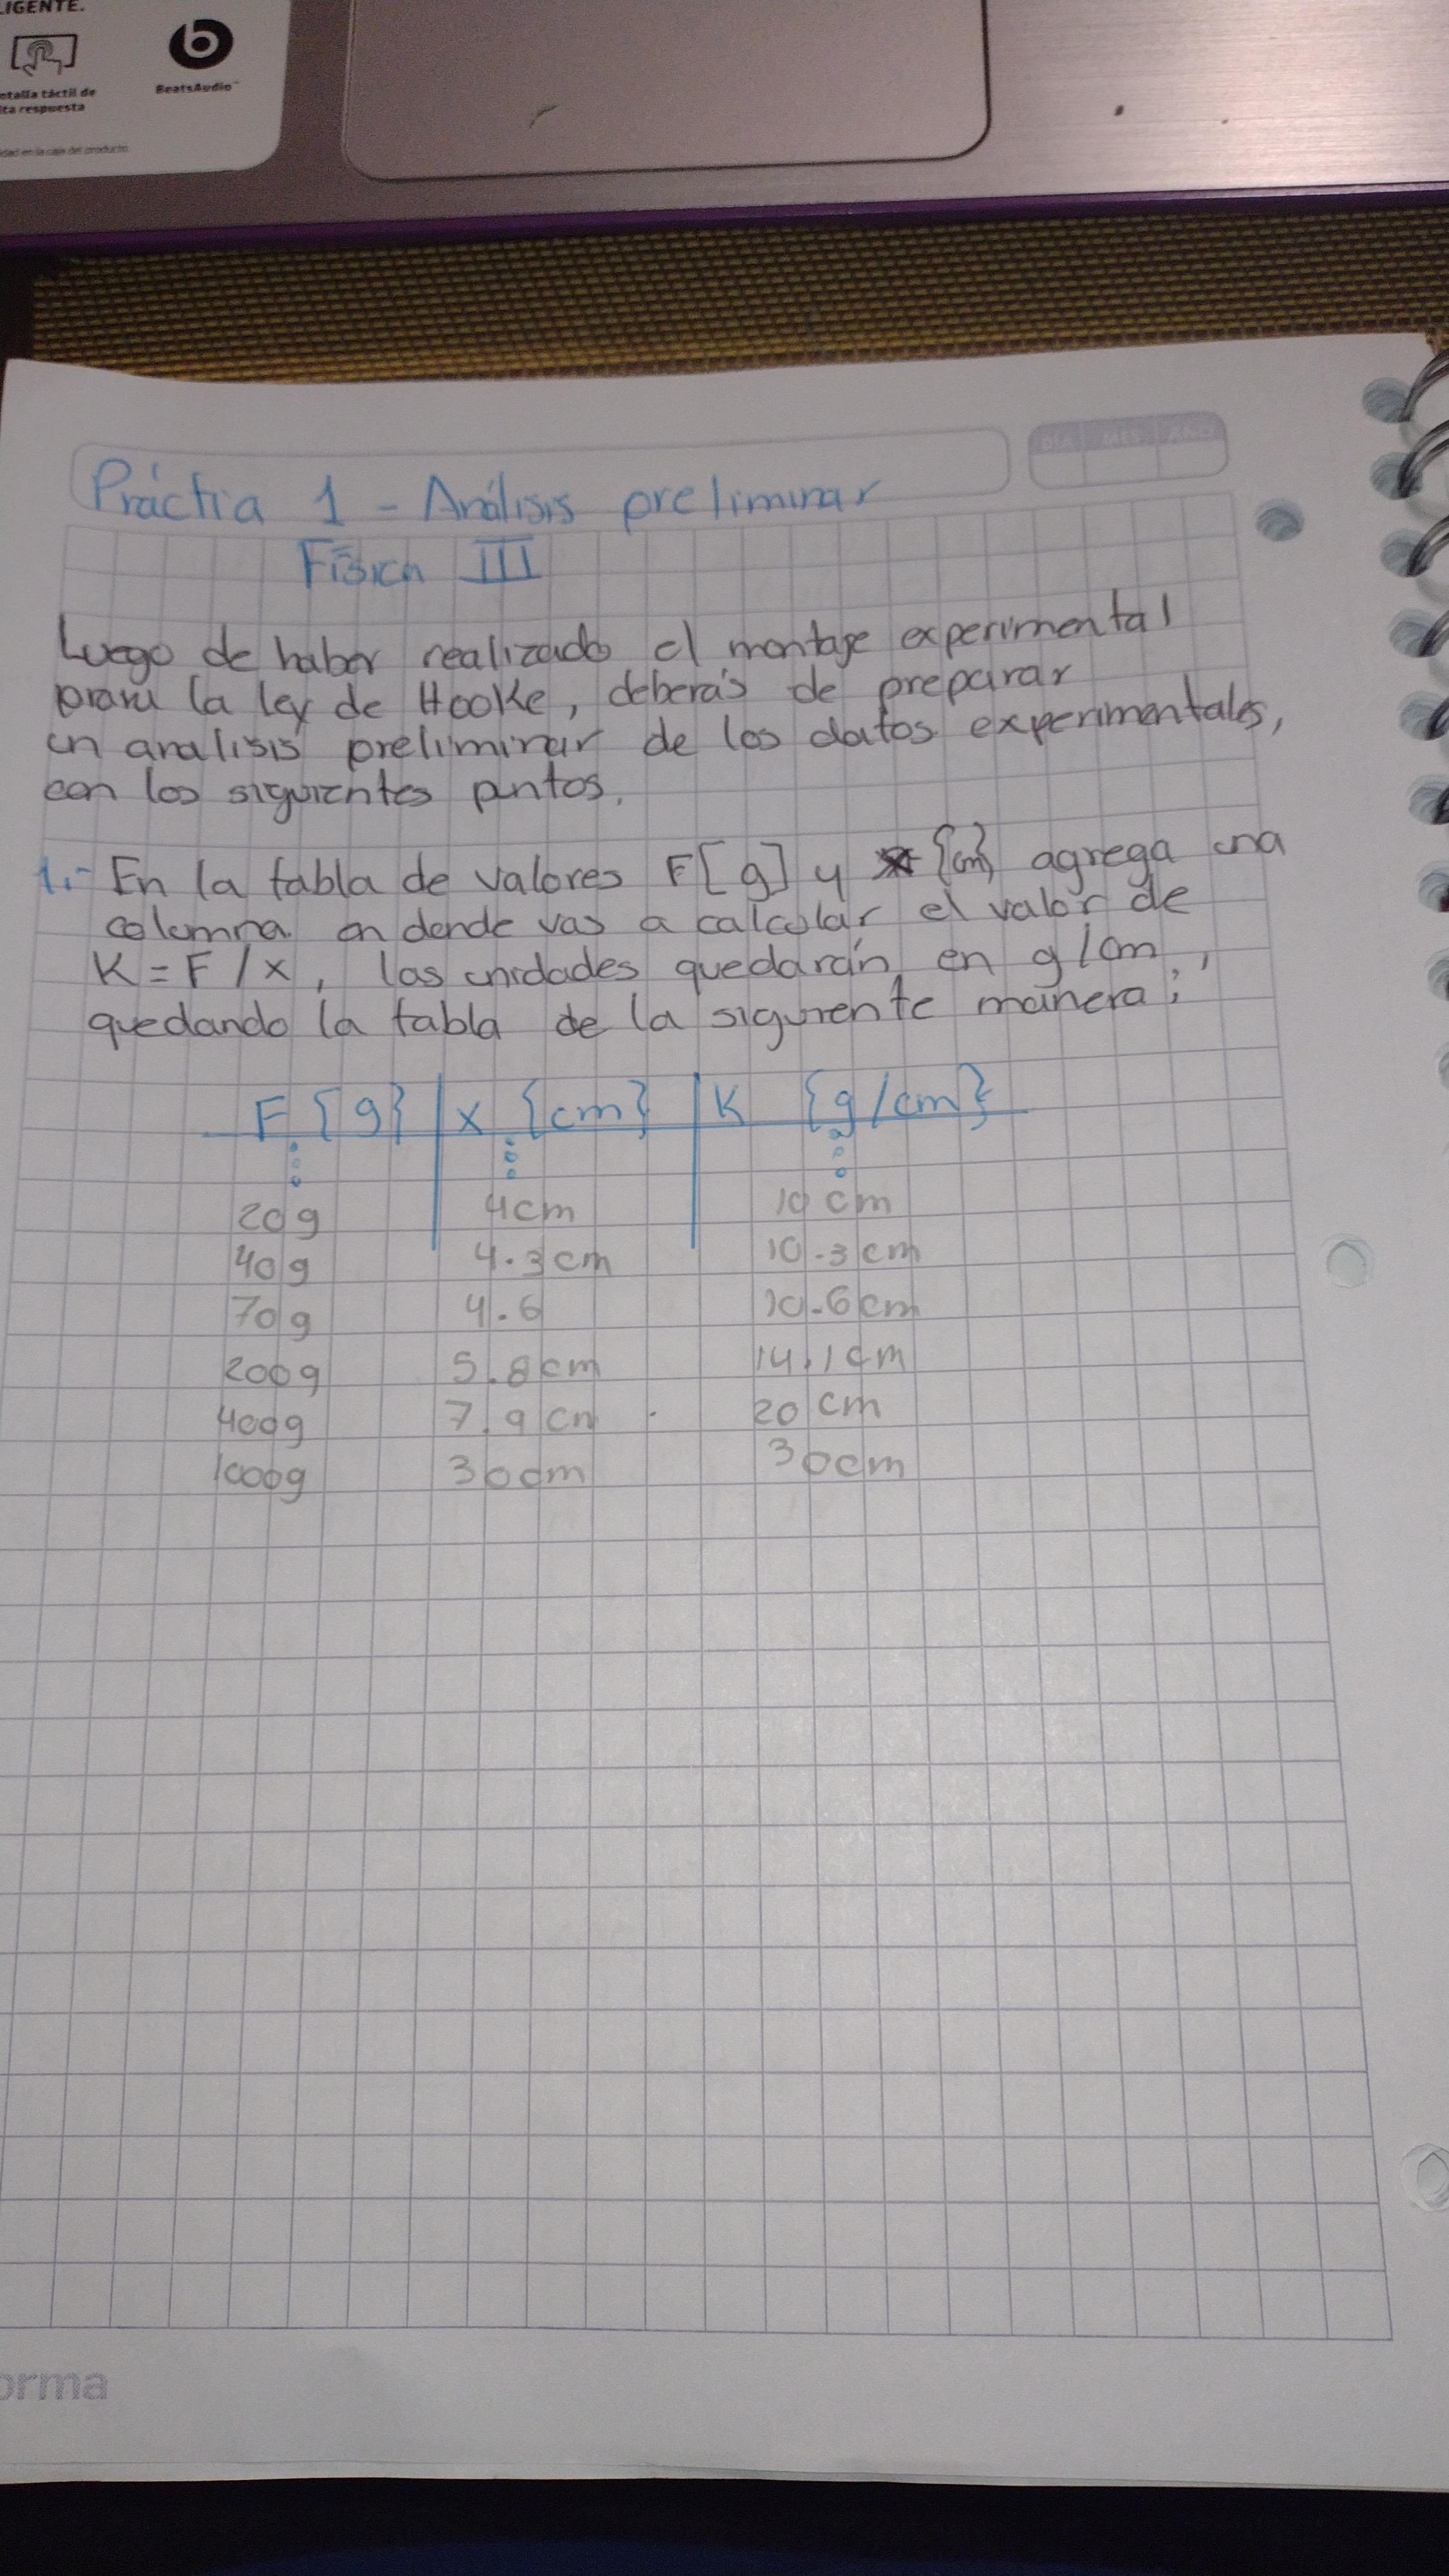 LIGENTE.
ntalla táctil de
lta respuesta
BeatsAudio™
idad en la caja del producto.
DÍA MES AÑO
Práctia 1 - Análisis preliminar
Física III
Luego de haber realizado el montaje experimental
para la ley de Hooke, deberás de preparar
un analisis preliminar de los datos experimentales,
con los siguientes puntos.
1.- En la tabla de valores F[g] y {cm} agrega una
columna en donde vas a calcular el valor de
K = F/x, las unidades quedarán en g/cm,
quedando la tabla de la siguiente manera;
F {g} | x {cm} | K {g/cm}
20g 4cm 10 cm
40g 4.3cm 10.3cm
70g 4.6 10.6cm
200g 5.8cm 14.1cm
400g 7.9cm 20 cm
1000g 30cm 30cm
orma